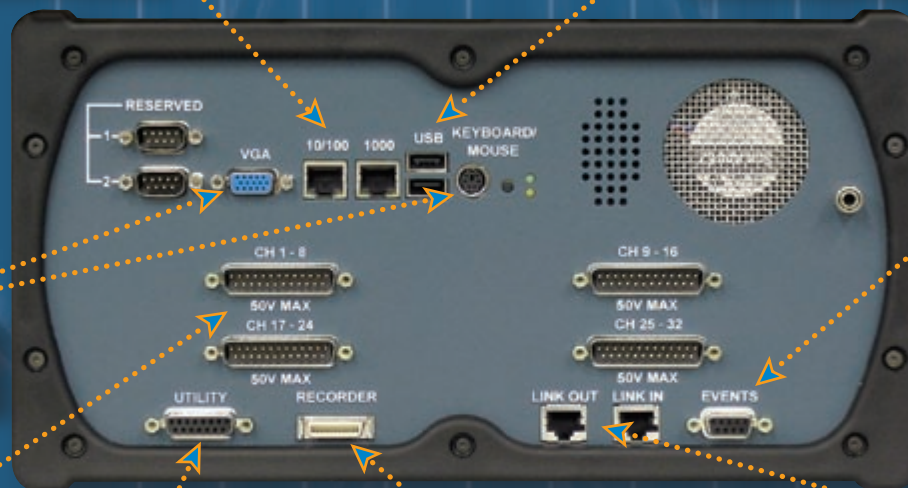 RESERVED
1
2
VGA
10/100
1000
USB
KEYBOARD/
MOUSE
CH 1 - 8
50V MAX
CH 9 - 16
50V MAX
CH 17 - 24
50V MAX
CH 25 - 32
50V MAX
UTILITY
RECORDER
LINK OUT
LINK IN
EVENTS